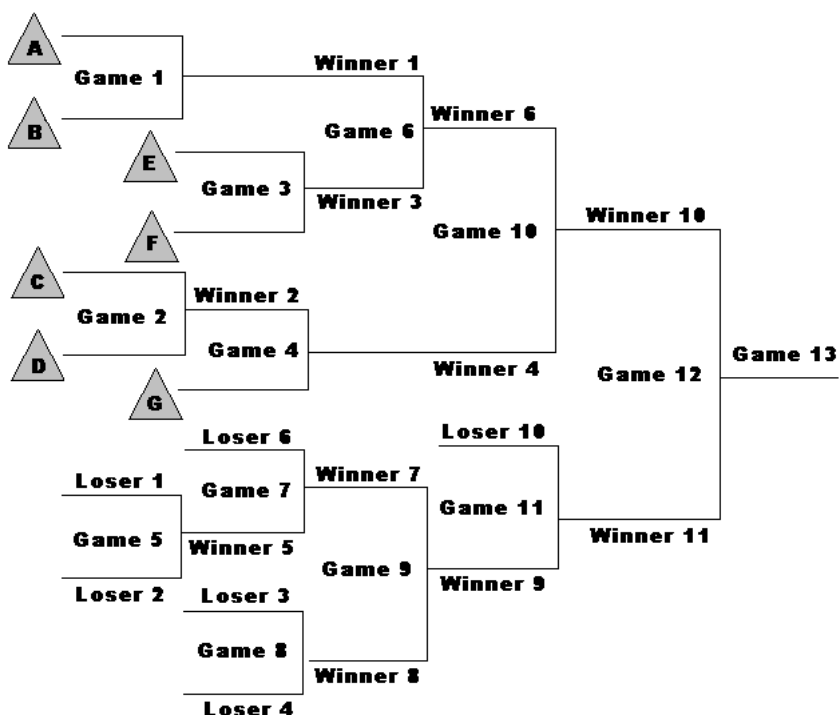 A
Winner 1
Game 1
Winner 6
B
Game 6
E
Game 3
Winner 3
Winner 10
F
Game 10
C
Winner 2
Game 2
Game 4
Game 13
D
Winner 4
Game 12
G
Loser 6
Loser 10
Loser 1
Game 7
Winner 7
Game 11
Game 5
Winner 5
Winner 11
Game 9
Winner 9
Loser 2
Loser 3
Game 8
Winner 8
Loser 4